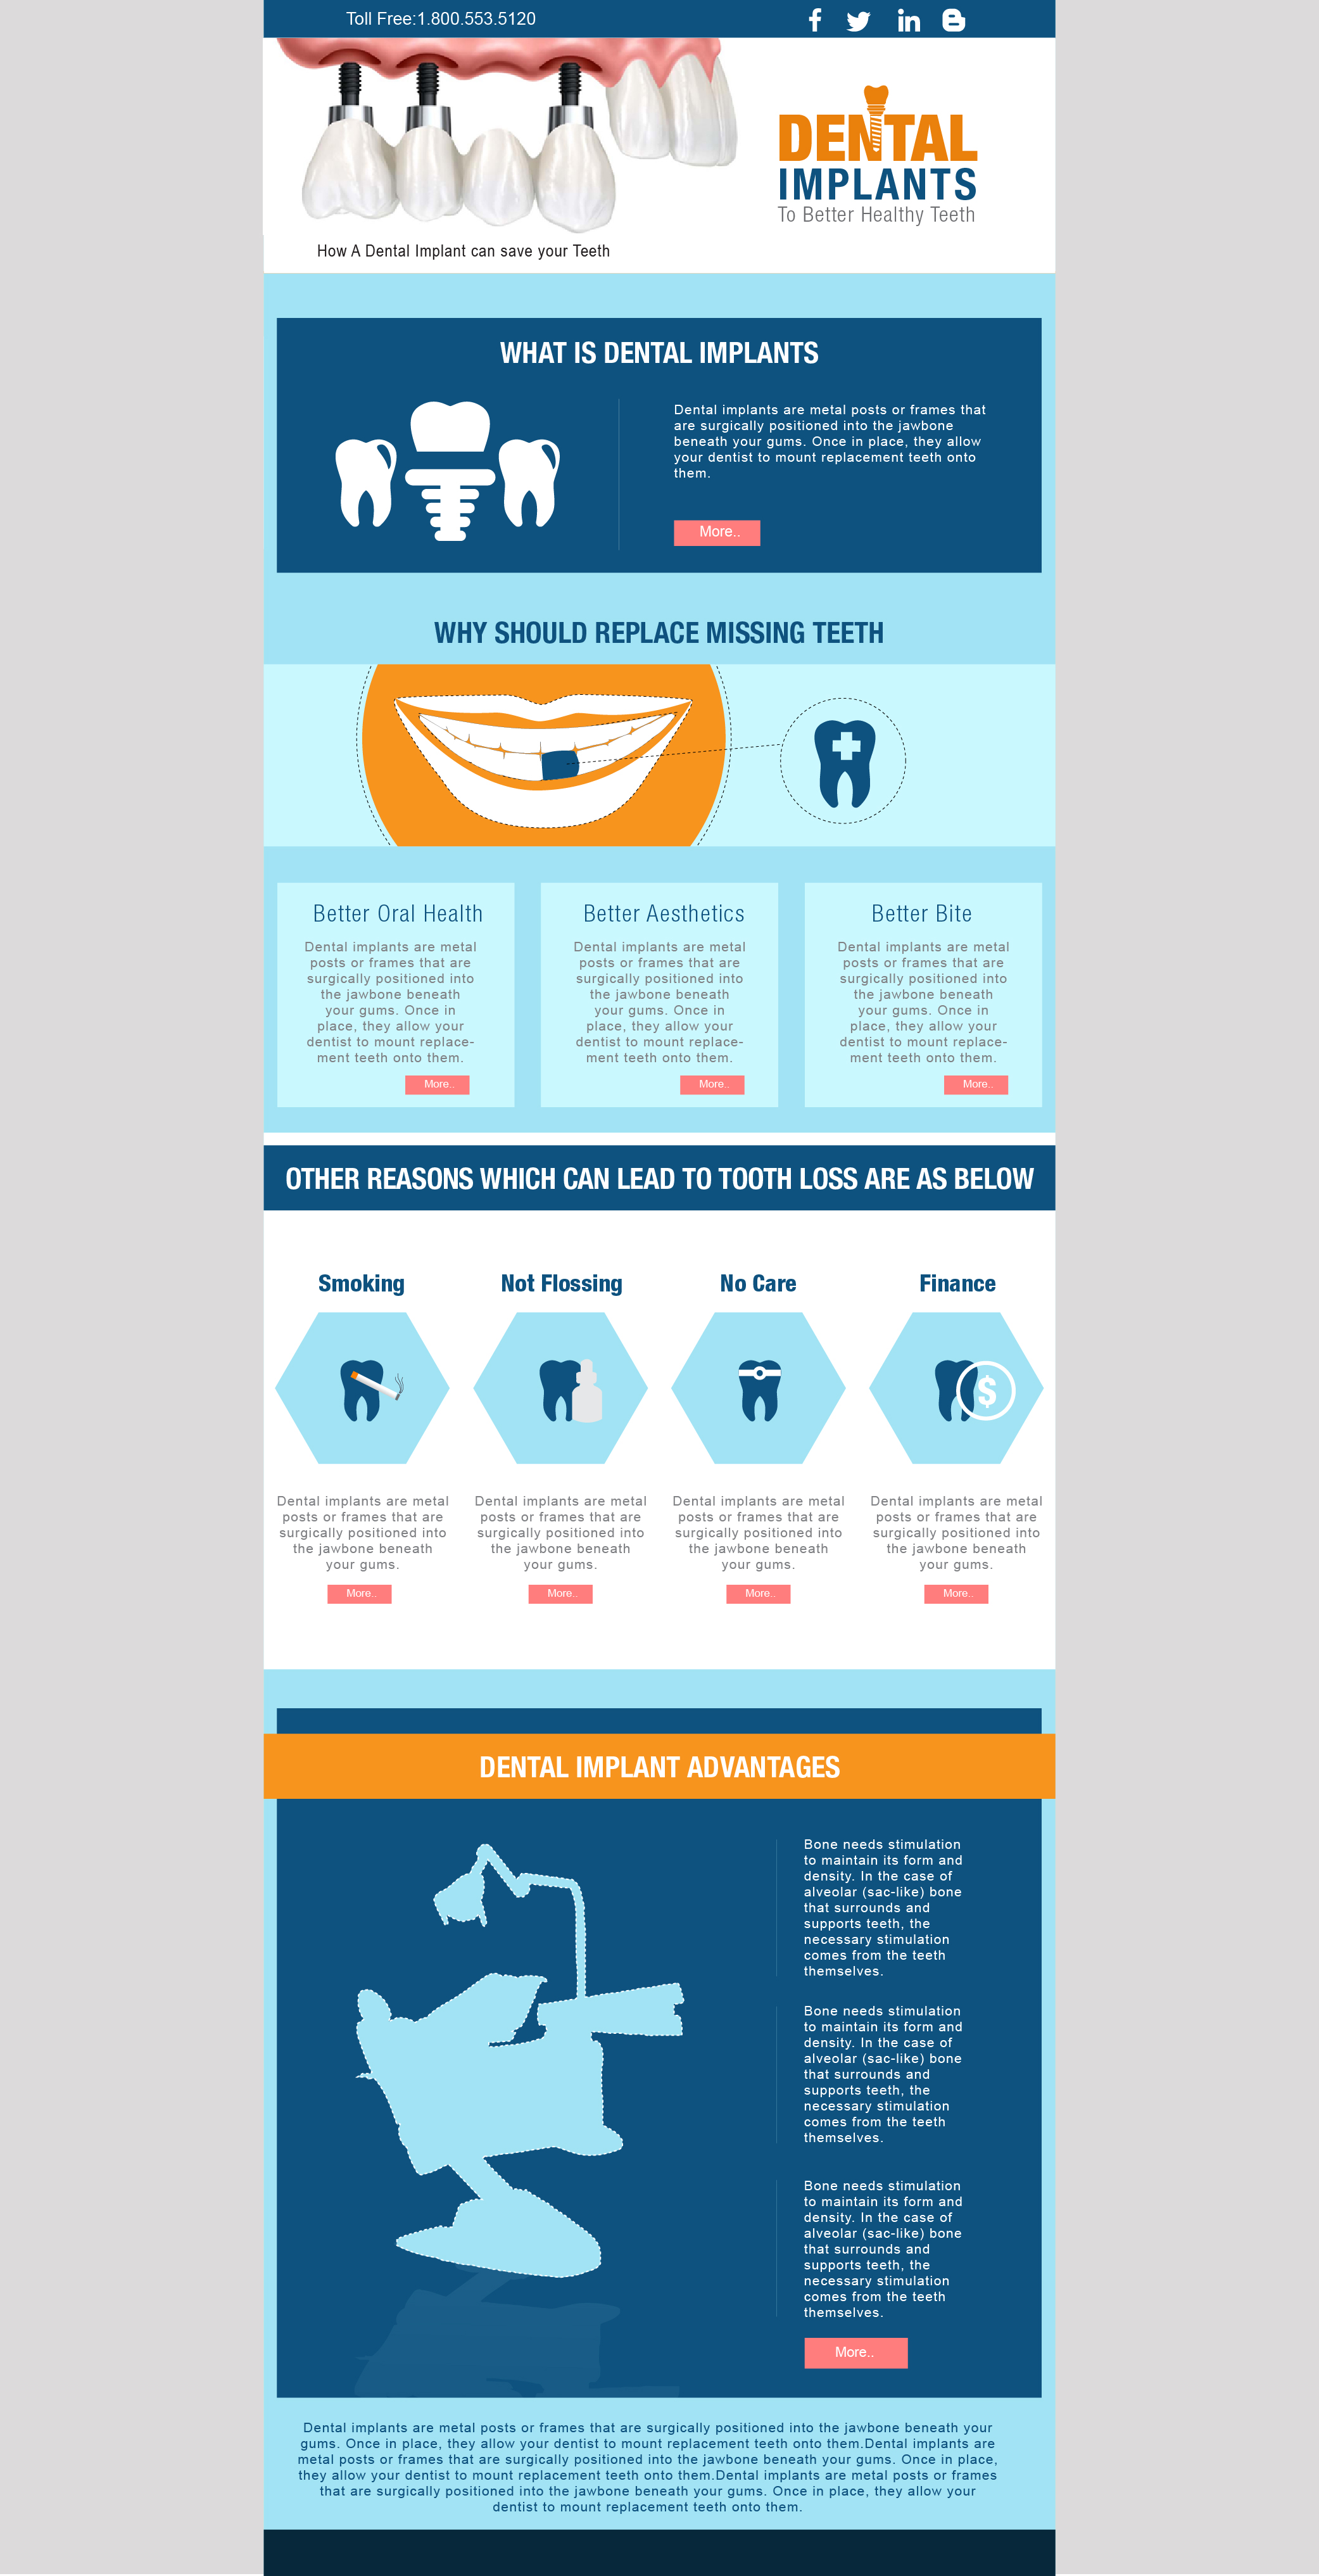 Toll Free:1.800.553.5120
DENTAL
IMPLANTS
To Better Healthy Teeth
How A Dental Implant can save your Teeth
WHAT IS DENTAL IMPLANTS
Dental implants are metal posts or frames that
are surgically positioned into the jawbone
beneath your gums. Once in place, they allow
your dentist to mount replacement teeth onto
them.
More..
WHY SHOULD REPLACE MISSING TEETH
Better Oral Health
Dental implants are metal
posts or frames that are
surgically positioned into
the jawbone beneath
your gums. Once in
place, they allow your
dentist to mount replace-
ment teeth onto them.
More..
Better Aesthetics
Dental implants are metal
posts or frames that are
surgically positioned into
the jawbone beneath
your gums. Once in
place, they allow your
dentist to mount replace-
ment teeth onto them.
More..
Better Bite
Dental implants are metal
posts or frames that are
surgically positioned into
the jawbone beneath
your gums. Once in
place, they allow your
dentist to mount replace-
ment teeth onto them.
More..
OTHER REASONS WHICH CAN LEAD TO TOOTH LOSS ARE AS BELOW
Smoking
Dental implants are metal
posts or frames that are
surgically positioned into
the jawbone beneath
your gums.
More..
Not Flossing
Dental implants are metal
posts or frames that are
surgically positioned into
the jawbone beneath
your gums.
More..
No Care
Dental implants are metal
posts or frames that are
surgically positioned into
the jawbone beneath
your gums.
More..
Finance
$
Dental implants are metal
posts or frames that are
surgically positioned into
the jawbone beneath
your gums.
More..
DENTAL IMPLANT ADVANTAGES
Bone needs stimulation
to maintain its form and
density. In the case of
alveolar (sac-like) bone
that surrounds and
supports teeth, the
necessary stimulation
comes from the teeth
themselves.
Bone needs stimulation
to maintain its form and
density. In the case of
alveolar (sac-like) bone
that surrounds and
supports teeth, the
necessary stimulation
comes from the teeth
themselves.
Bone needs stimulation
to maintain its form and
density. In the case of
alveolar (sac-like) bone
that surrounds and
supports teeth, the
necessary stimulation
comes from the teeth
themselves.
More..
Dental implants are metal posts or frames that are surgically positioned into the jawbone beneath your
gums. Once in place, they allow your dentist to mount replacement teeth onto them.Dental implants are
metal posts or frames that are surgically positioned into the jawbone beneath your gums. Once in place,
they allow your dentist to mount replacement teeth onto them.Dental implants are metal posts or frames
that are surgically positioned into the jawbone beneath your gums. Once in place, they allow your
dentist to mount replacement teeth onto them.